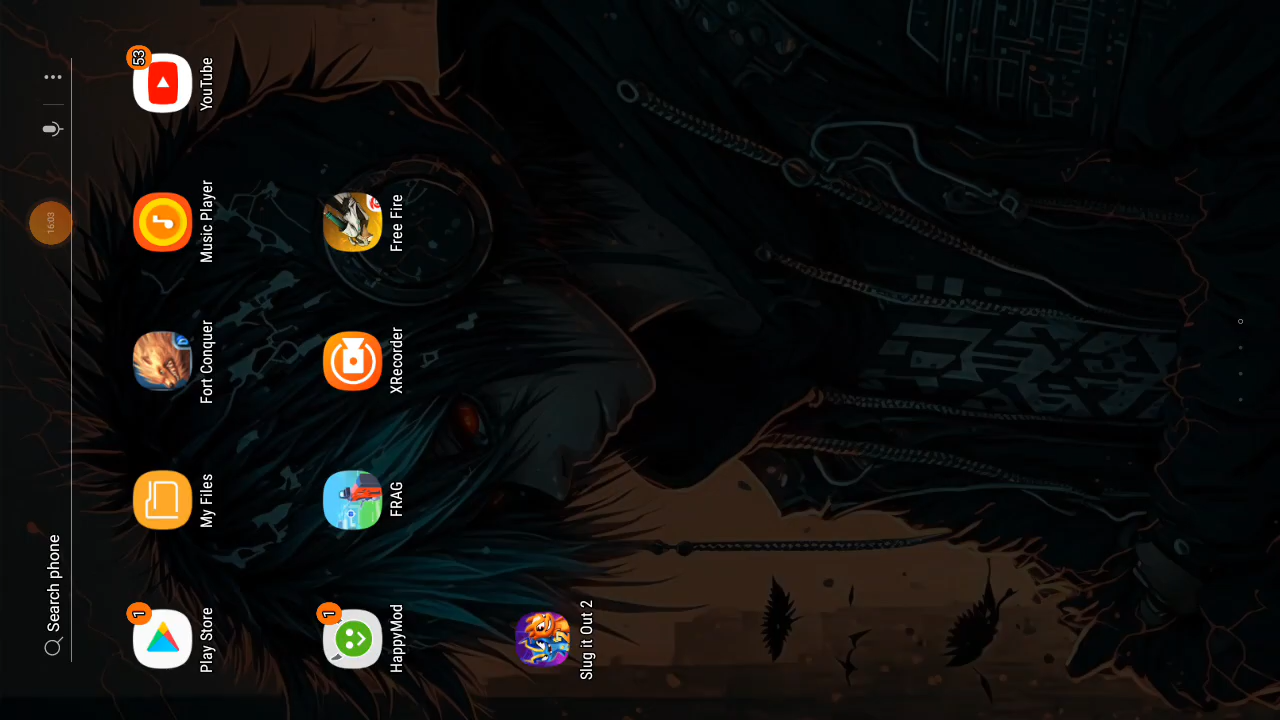 Search phone
16:03
1
Play Store
My Files
Fort Conquer
Music Player
53
YouTube
1
HappyMod
FRAG
XRecorder
Free Fire
Slug it Out 2